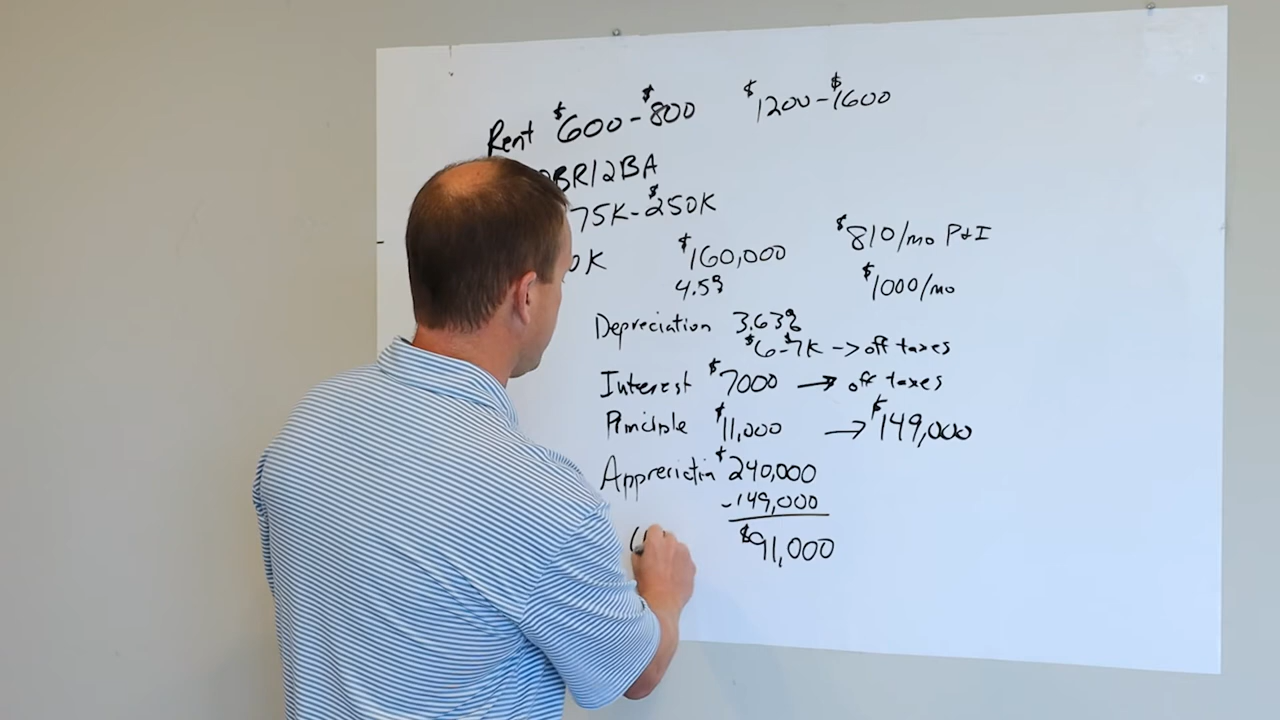 Rent $600-$800 $1200-$1600
BR/2BA
75K-$250K
0K $160,000 $810/mo P&I
4.5% $1000/mo
Depreciation 3.63%
$6-$7K -> off taxes
Interest $7000 -> off taxes
Principle $11,000 -> $149,000
Appreciatin $240,000
-149,000
$91,000